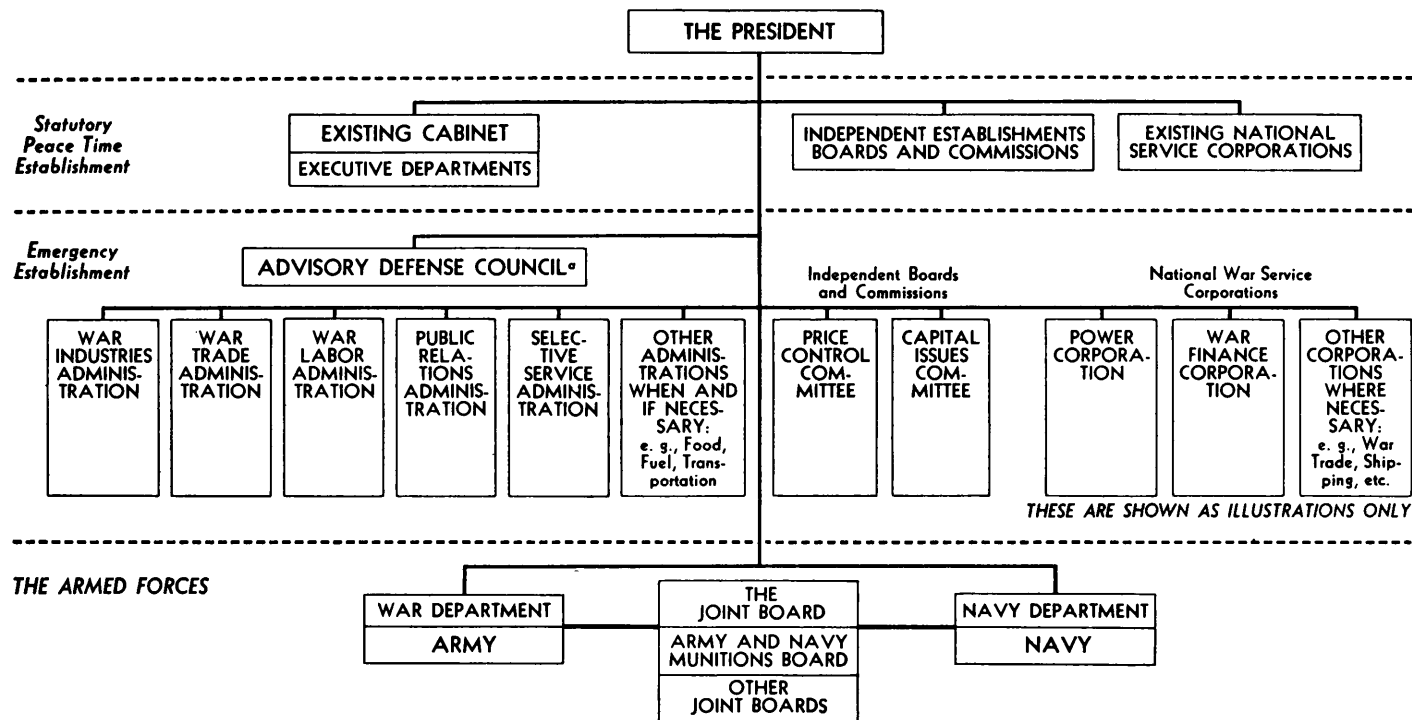 THE PRESIDENT
Statutory
Peace Time
Establishment
EXISTING CABINET
EXECUTIVE DEPARTMENTS
INDEPENDENT ESTABLISHMENTS
BOARDS AND COMMISSIONS
EXISTING NATIONAL
SERVICE CORPORATIONS
Emergency
Establishment
ADVISORY DEFENSE COUNCILᵃ
Independent Boards
and Commissions
National War Service
Corporations
WAR
INDUSTRIES
ADMINIS-
TRATION
WAR
TRADE
ADMINIS-
TRATION
WAR
LABOR
ADMINIS-
TRATION
PUBLIC
RELA-
TIONS
ADMINIS-
TRATION
SELEC-
TIVE
SERVICE
ADMINIS-
TRATION
OTHER
ADMINIS-
TRATIONS
WHEN AND
IF NECES-
SARY:
e. g., Food,
Fuel, Trans-
portation
PRICE
CONTROL
COM-
MITTEE
CAPITAL
ISSUES
COM-
MITTEE
POWER
CORPORA-
TION
WAR
FINANCE
CORPORA-
TION
OTHER
CORPORA-
TIONS
WHERE
NECES-
SARY:
e. g., War
Trade, Ship-
ping, etc.
THESE ARE SHOWN AS ILLUSTRATIONS ONLY
THE ARMED FORCES
WAR DEPARTMENT
ARMY
THE
JOINT BOARD
ARMY AND NAVY
MUNITIONS BOARD
OTHER
JOINT BOARDS
NAVY DEPARTMENT
NAVY